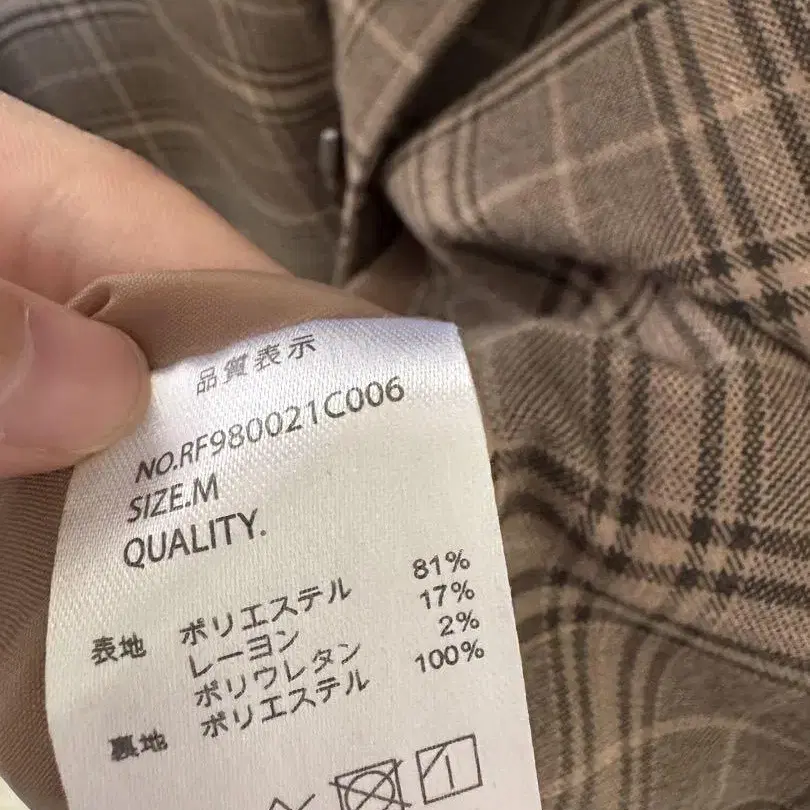 品質表示
NO.RF980021C006
SIZE.M
QUALITY.
表地 ポリエステル 81%
レーヨン 17%
ポリウレタン 2%
裏地 ポリエステル 100%